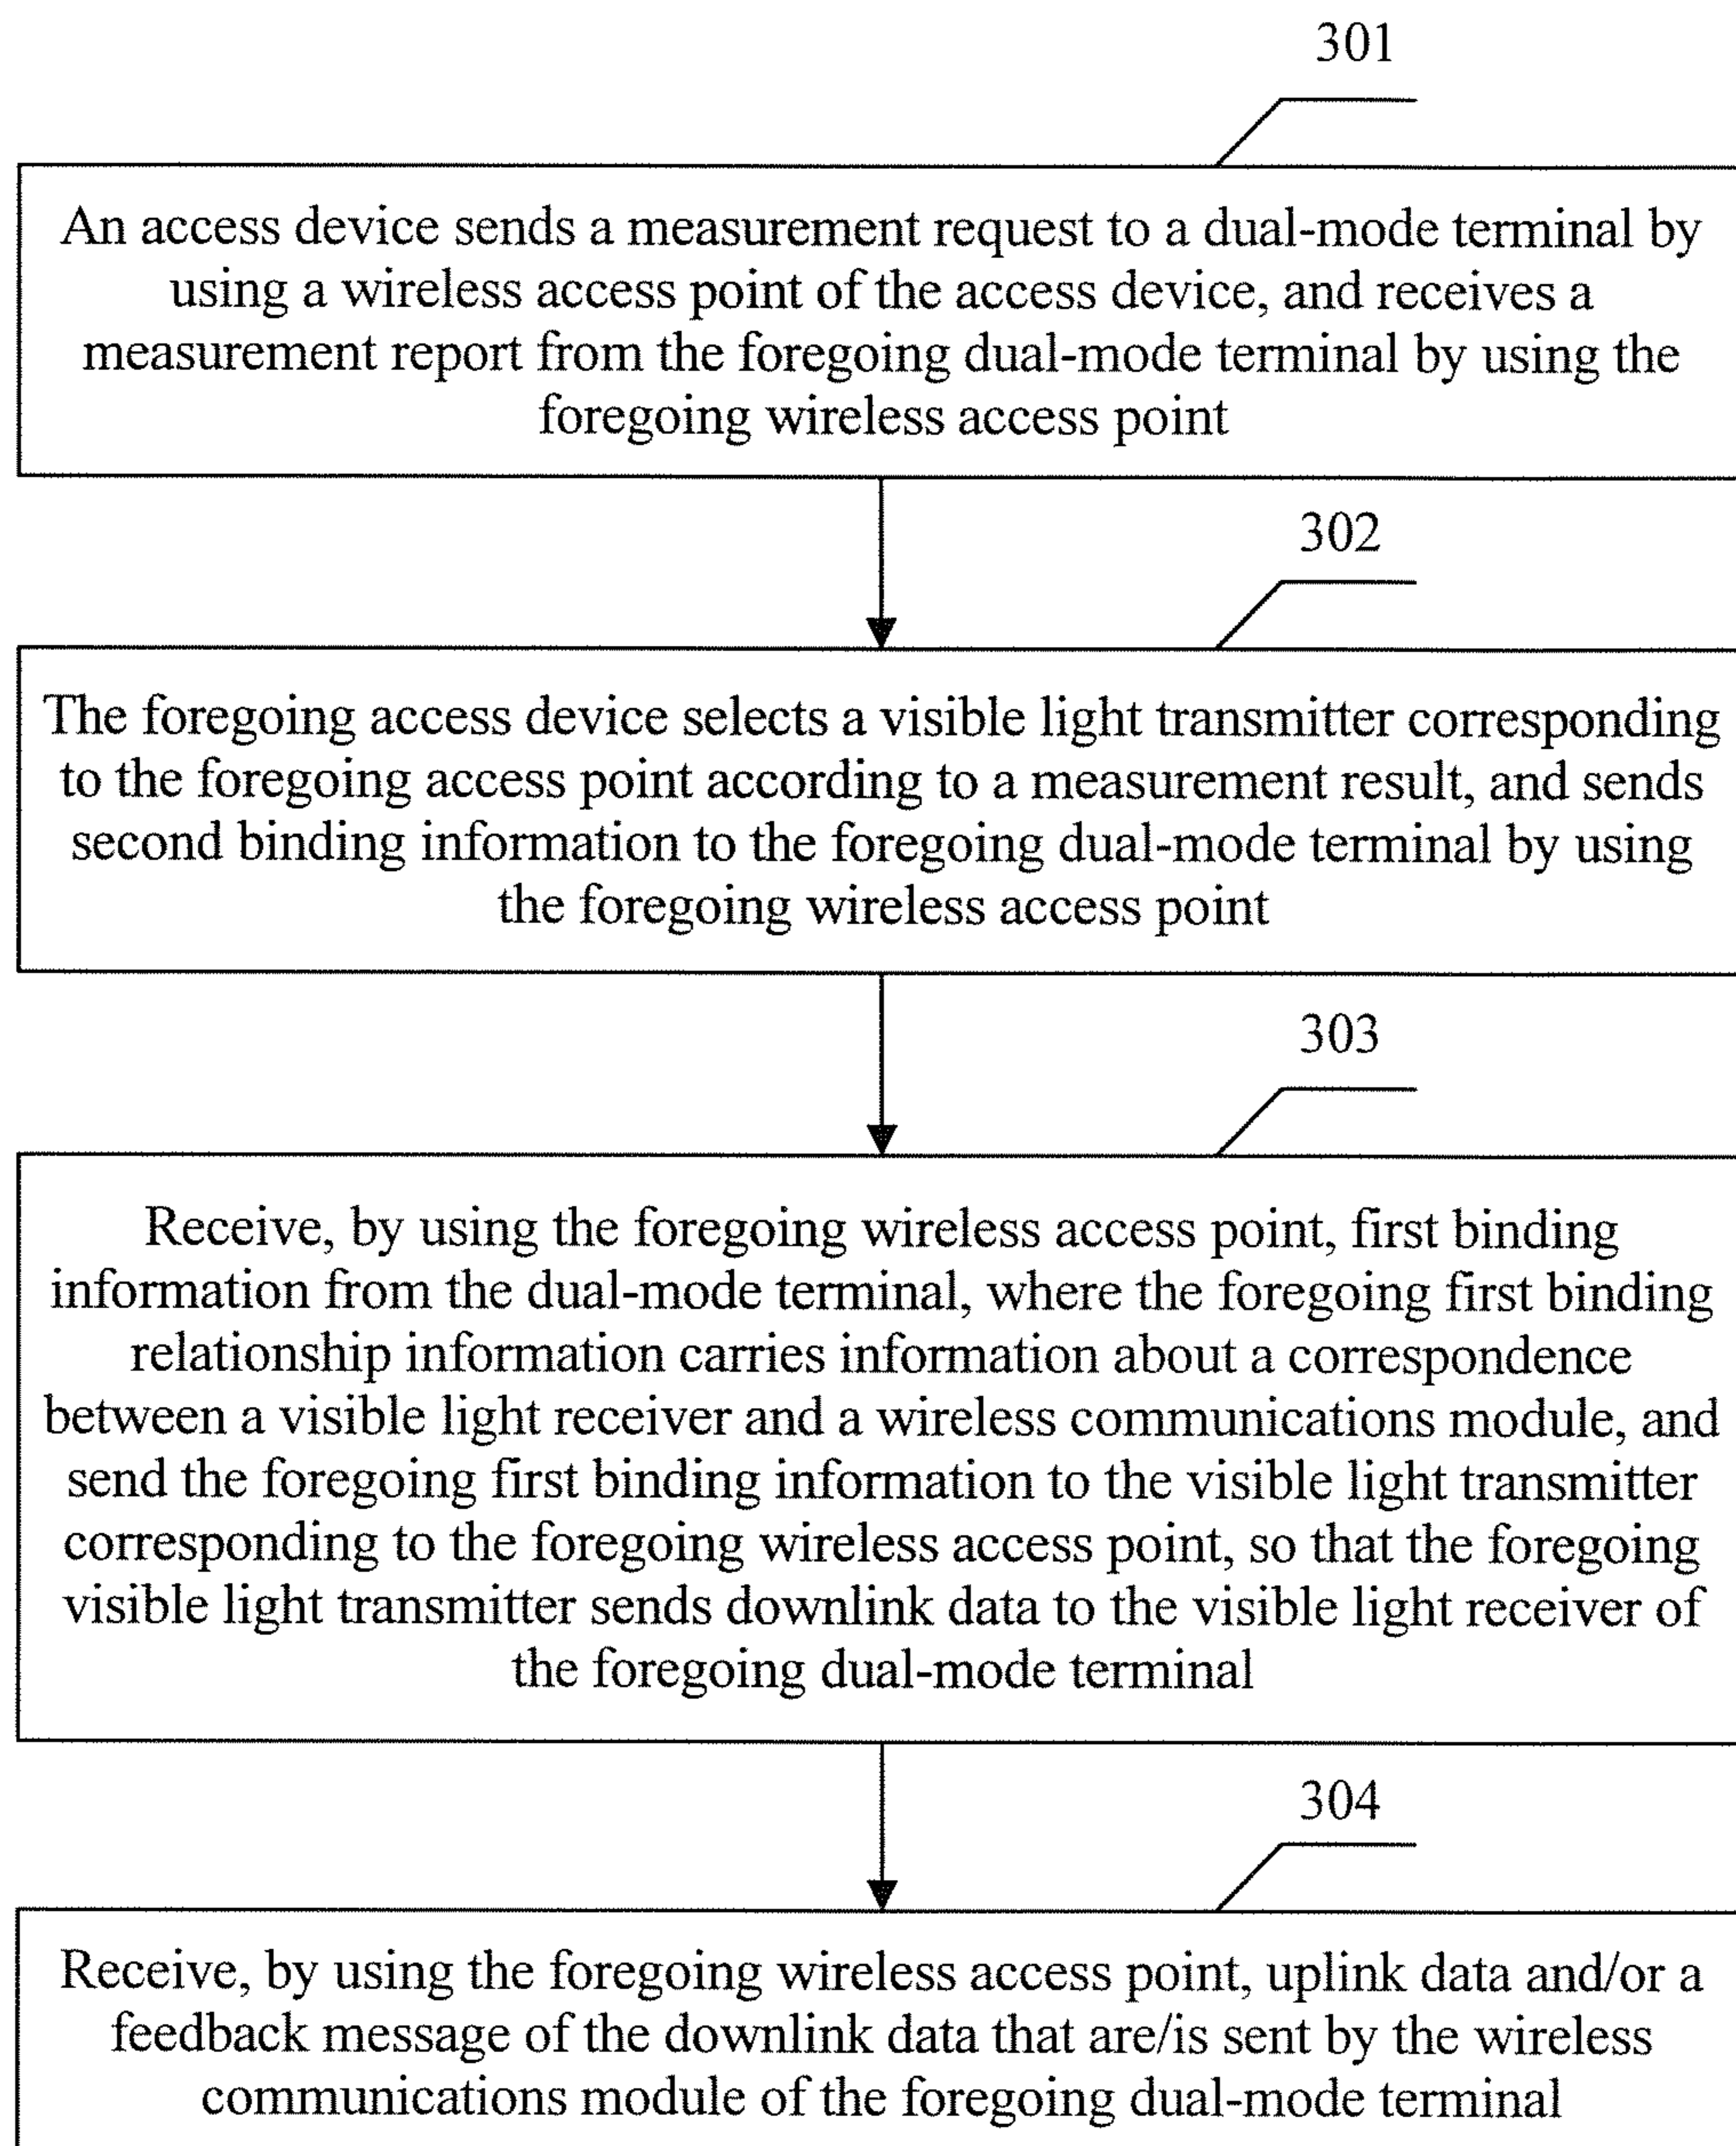 301
An access device sends a measurement request to a dual-mode terminal by
using a wireless access point of the access device, and receives a
measurement report from the foregoing dual-mode terminal by using the
foregoing wireless access point
302
The foregoing access device selects a visible light transmitter corresponding
to the foregoing access point according to a measurement result, and sends
second binding information to the foregoing dual-mode terminal by using
the foregoing wireless access point
303
Receive, by using the foregoing wireless access point, first binding
information from the dual-mode terminal, where the foregoing first binding
relationship information carries information about a correspondence
between a visible light receiver and a wireless communications module, and
send the foregoing first binding information to the visible light transmitter
corresponding to the foregoing wireless access point, so that the foregoing
visible light transmitter sends downlink data to the visible light receiver of
the foregoing dual-mode terminal
304
Receive, by using the foregoing wireless access point, uplink data and/or a
feedback message of the downlink data that are/is sent by the wireless
communications module of the foregoing dual-mode terminal